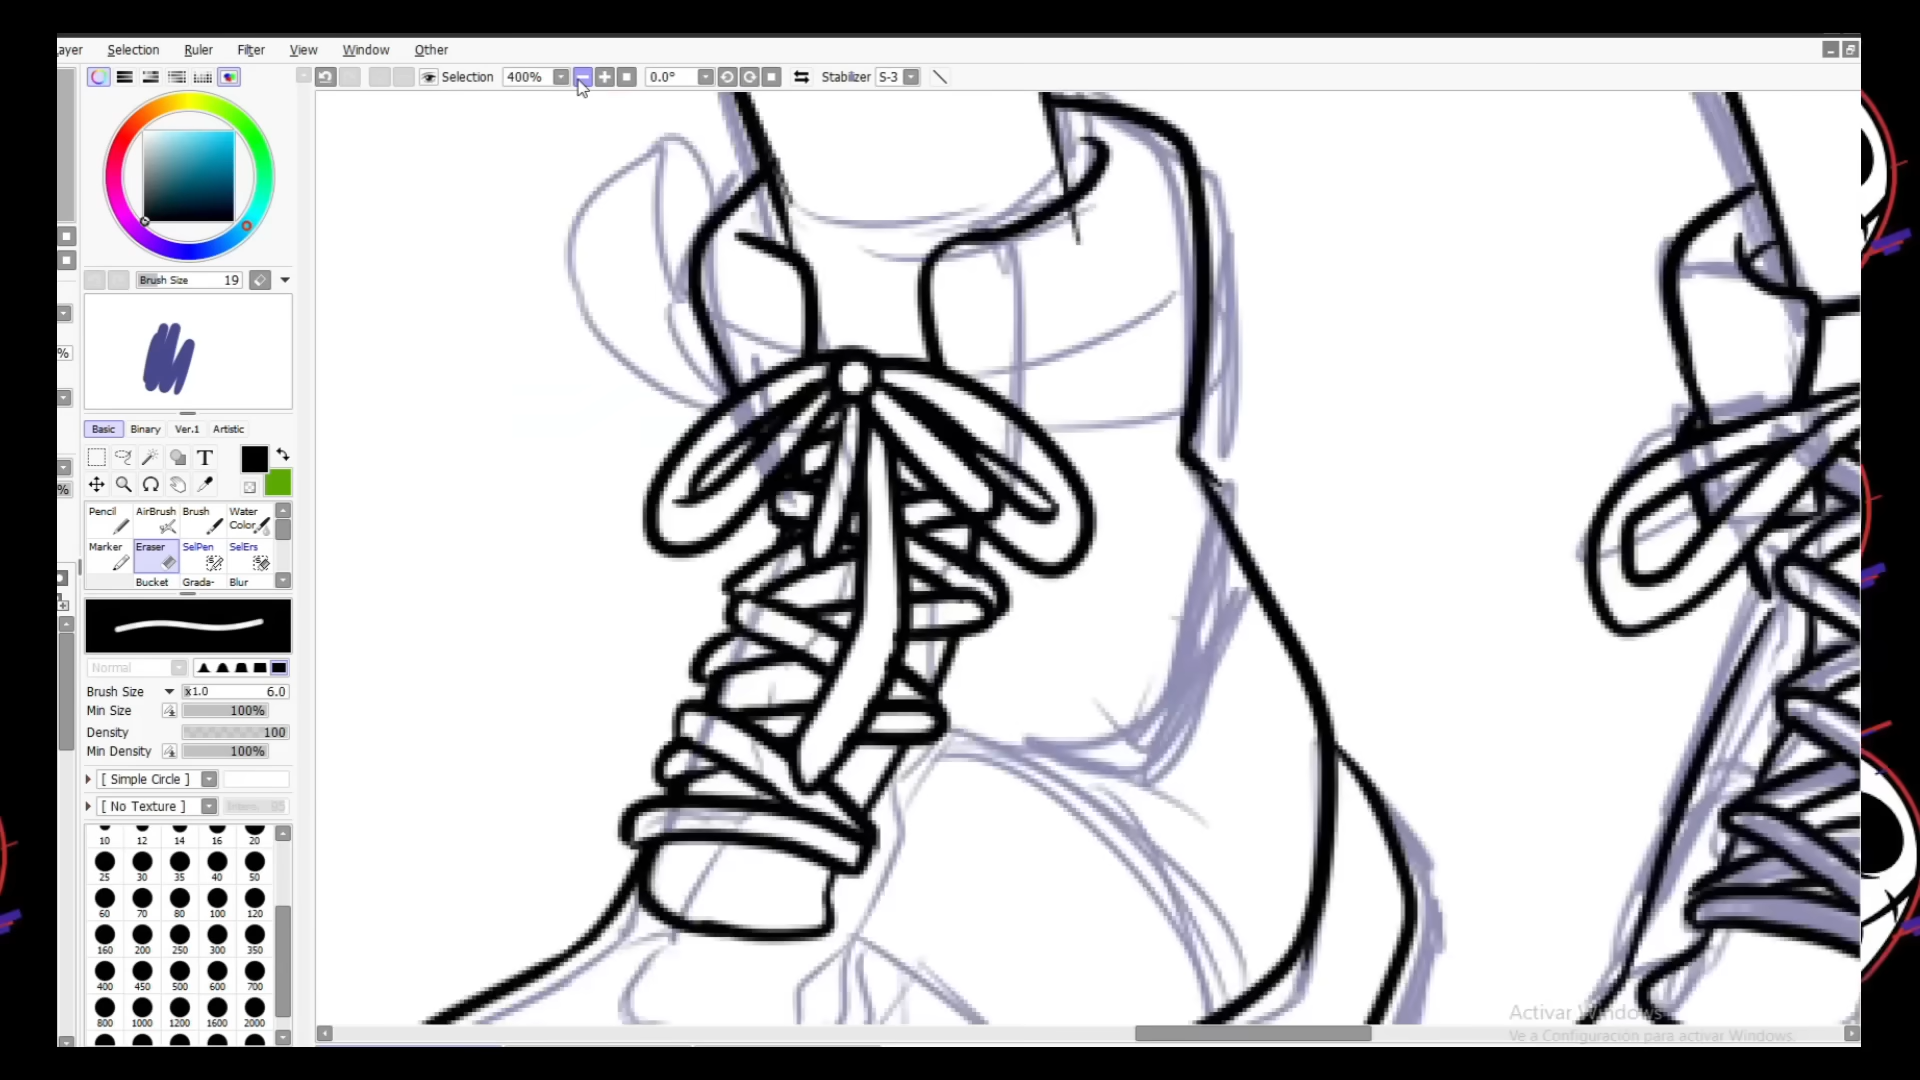 ayer Selection Ruler Filter View Window Other
Selection 400% 0.0° Stabilizer S-3
Brush Size 19
%
Basic Binary Ver.1 Artistic
T
%
Pencil AirBrush Brush Water Color
Marker Eraser SelPen SelErs
Bucket Grada- Blur
Normal
Brush Size x1.0 6.0
Min Size 100%
Density 100
Min Density 100%
[ Simple Circle ]
[ No Texture ]
10 12 14 16 20
25 30 35 40 50
60 70 80 100 120
160 200 250 300 350
400 450 500 600 700
800 1000 1200 1600 2000
Activar Windows
Ve a Configuración para activar Windows.